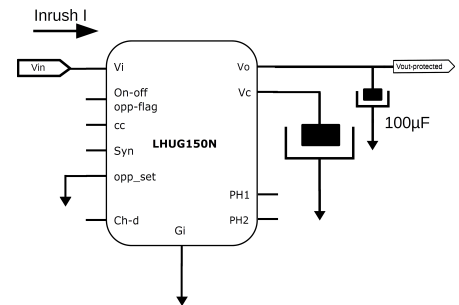 Inrush I
Vin
Vi
Vo
Vout-protected
On-off
opp-flag
Vc
cc
100µF
LHUG150N
Syn
opp_set
PH1
Ch-d
PH2
Gi